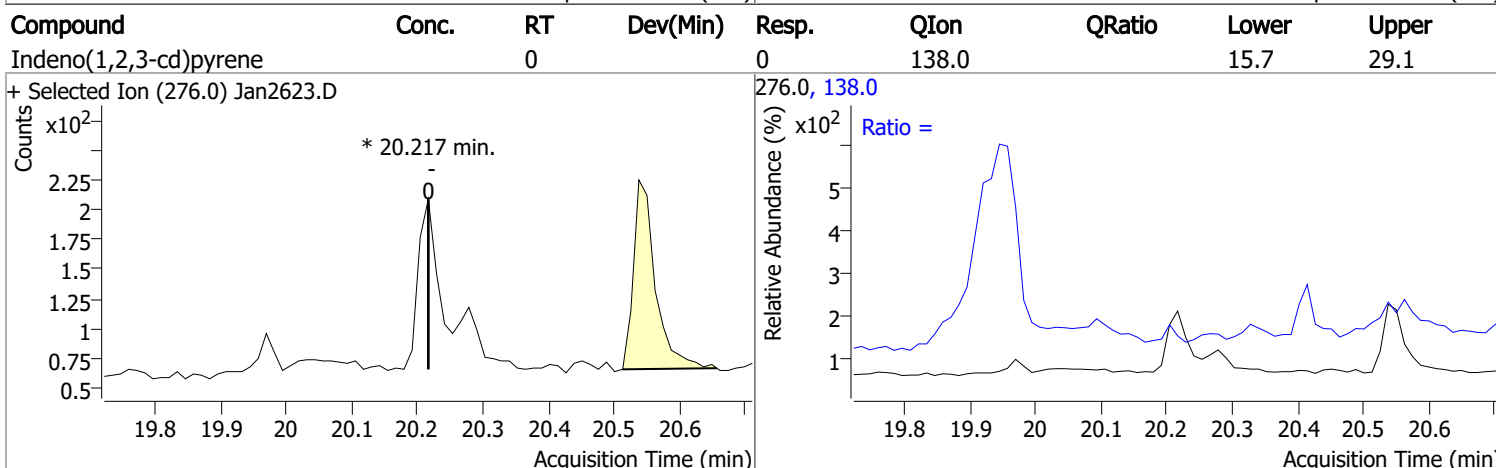 Compound Conc. RT Dev(Min) Resp. QIon QRatio Lower Upper
Indeno(1,2,3-cd)pyrene 0 0 138.0 15.7 29.1
+ Selected Ion (276.0) Jan2623.D
Counts
x10²
* 20.217 min.
-
0
2.25
2
1.75
1.5
1.25
1
0.75
0.5
19.8 19.9 20 20.1 20.2 20.3 20.4 20.5 20.6
Acquisition Time (min)
276.0, 138.0
Relative Abundance (%)
x10²
Ratio =
5
4
3
2
1
19.8 19.9 20 20.1 20.2 20.3 20.4 20.5 20.6
Acquisition Time (min)